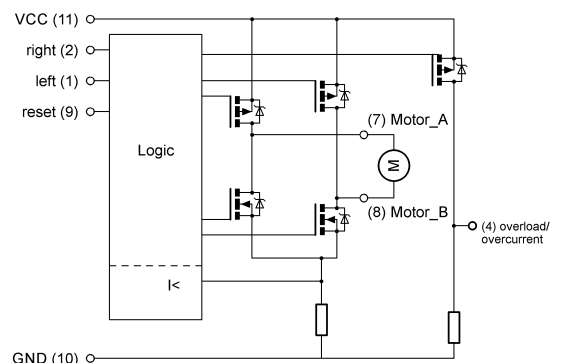 VCC (11)
right (2)
left (1)
reset (9)
Logic
(7) Motor_A
M
(8) Motor_B
(4) overload/
overcurrent
I<
GND (10)